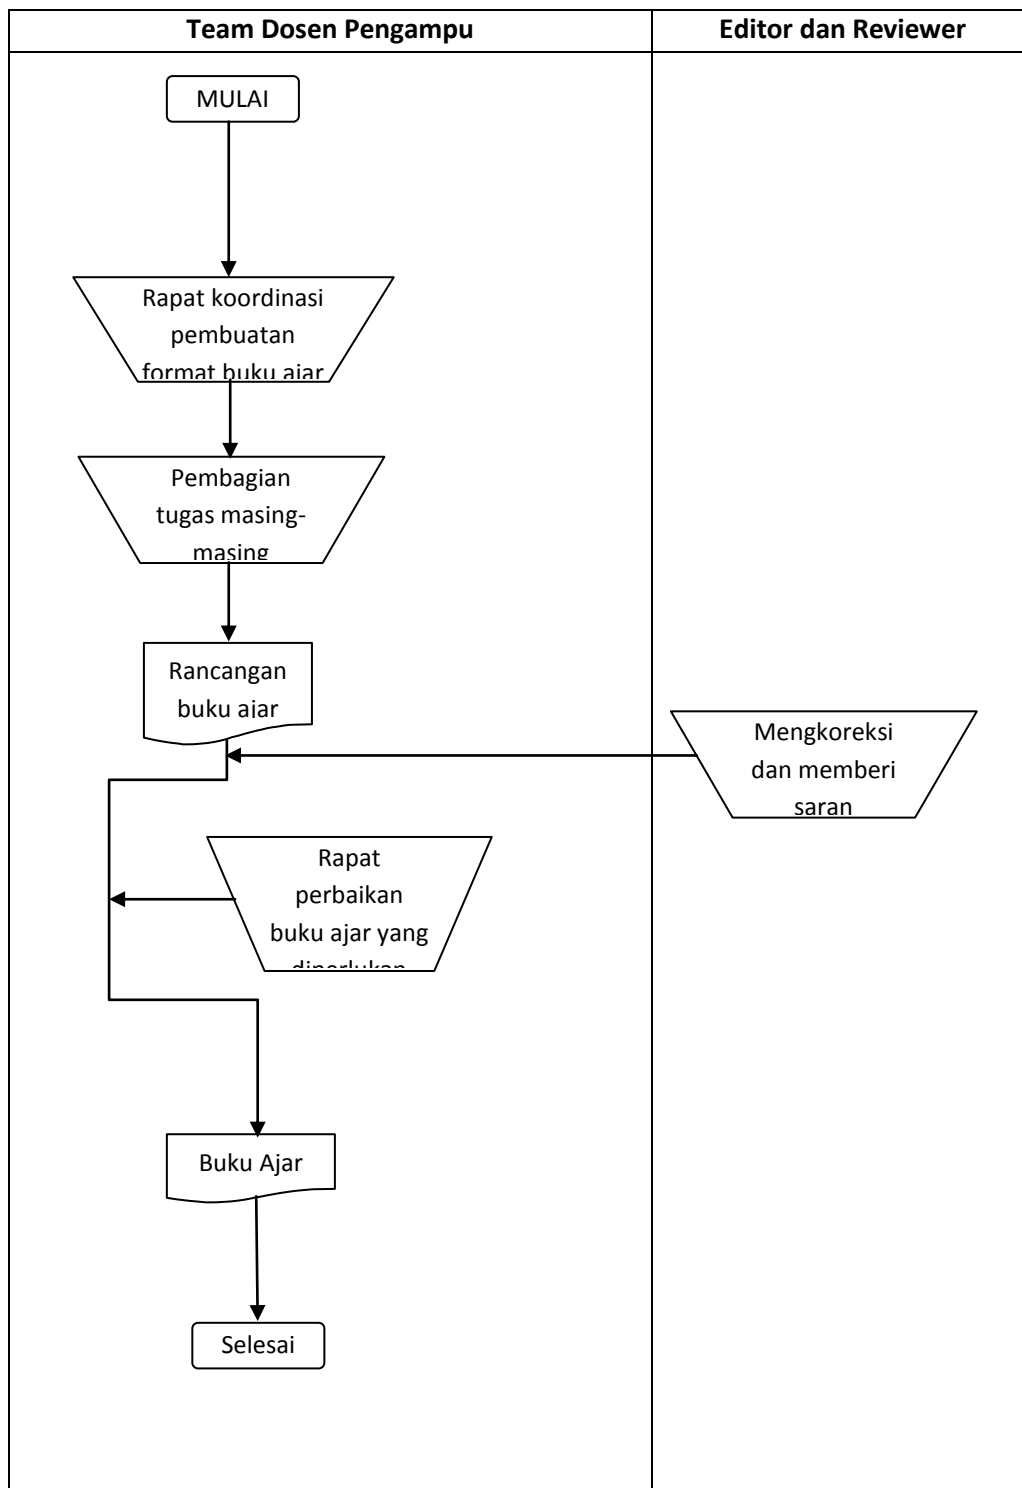 Team Dosen Pengampu
Editor dan Reviewer
MULAI
Rapat koordinasi
pembuatan
format buku ajar
Pembagian
tugas masing-
masing
Rancangan
buku ajar
Mengkoreksi
dan memberi
saran
Rapat
perbaikan
buku ajar yang
diperlukan
Buku Ajar
Selesai